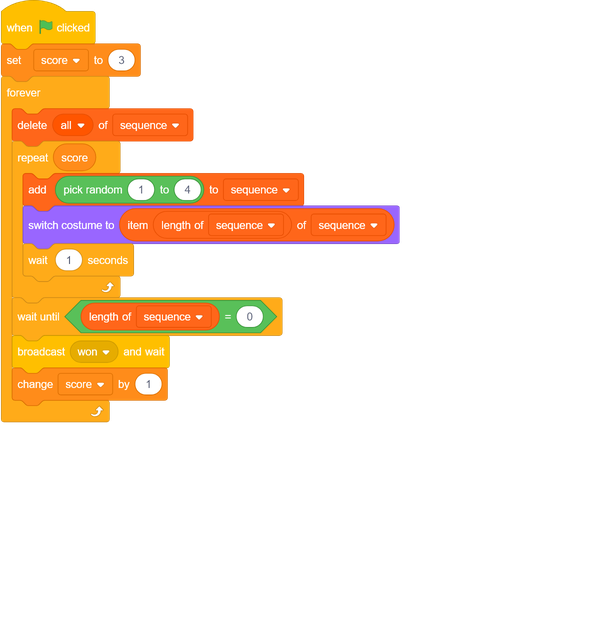 when clicked
set score to 3
forever
delete all of sequence
repeat score
add pick random 1 to 4 to sequence
switch costume to item length of sequence of sequence
wait 1 seconds
wait until length of sequence = 0
broadcast won and wait
change score by 1